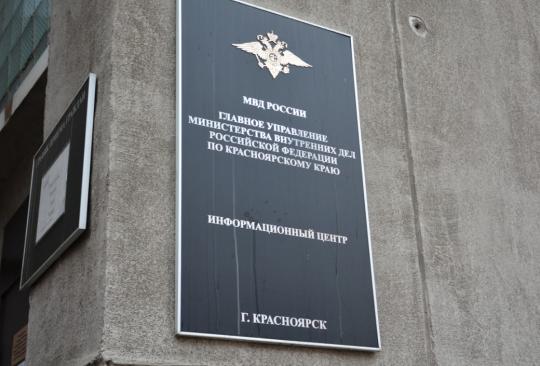 МВД РОССИИ
ГЛАВНОЕ УПРАВЛЕНИЕ
МИНИСТЕРСТВА ВНУТРЕННИХ ДЕЛ
РОССИЙСКОЙ ФЕДЕРАЦИИ
ПО КРАСНОЯРСКОМУ КРАЮ
ИНФОРМАЦИОННЫЙ ЦЕНТР
Г. КРАСНОЯРСК